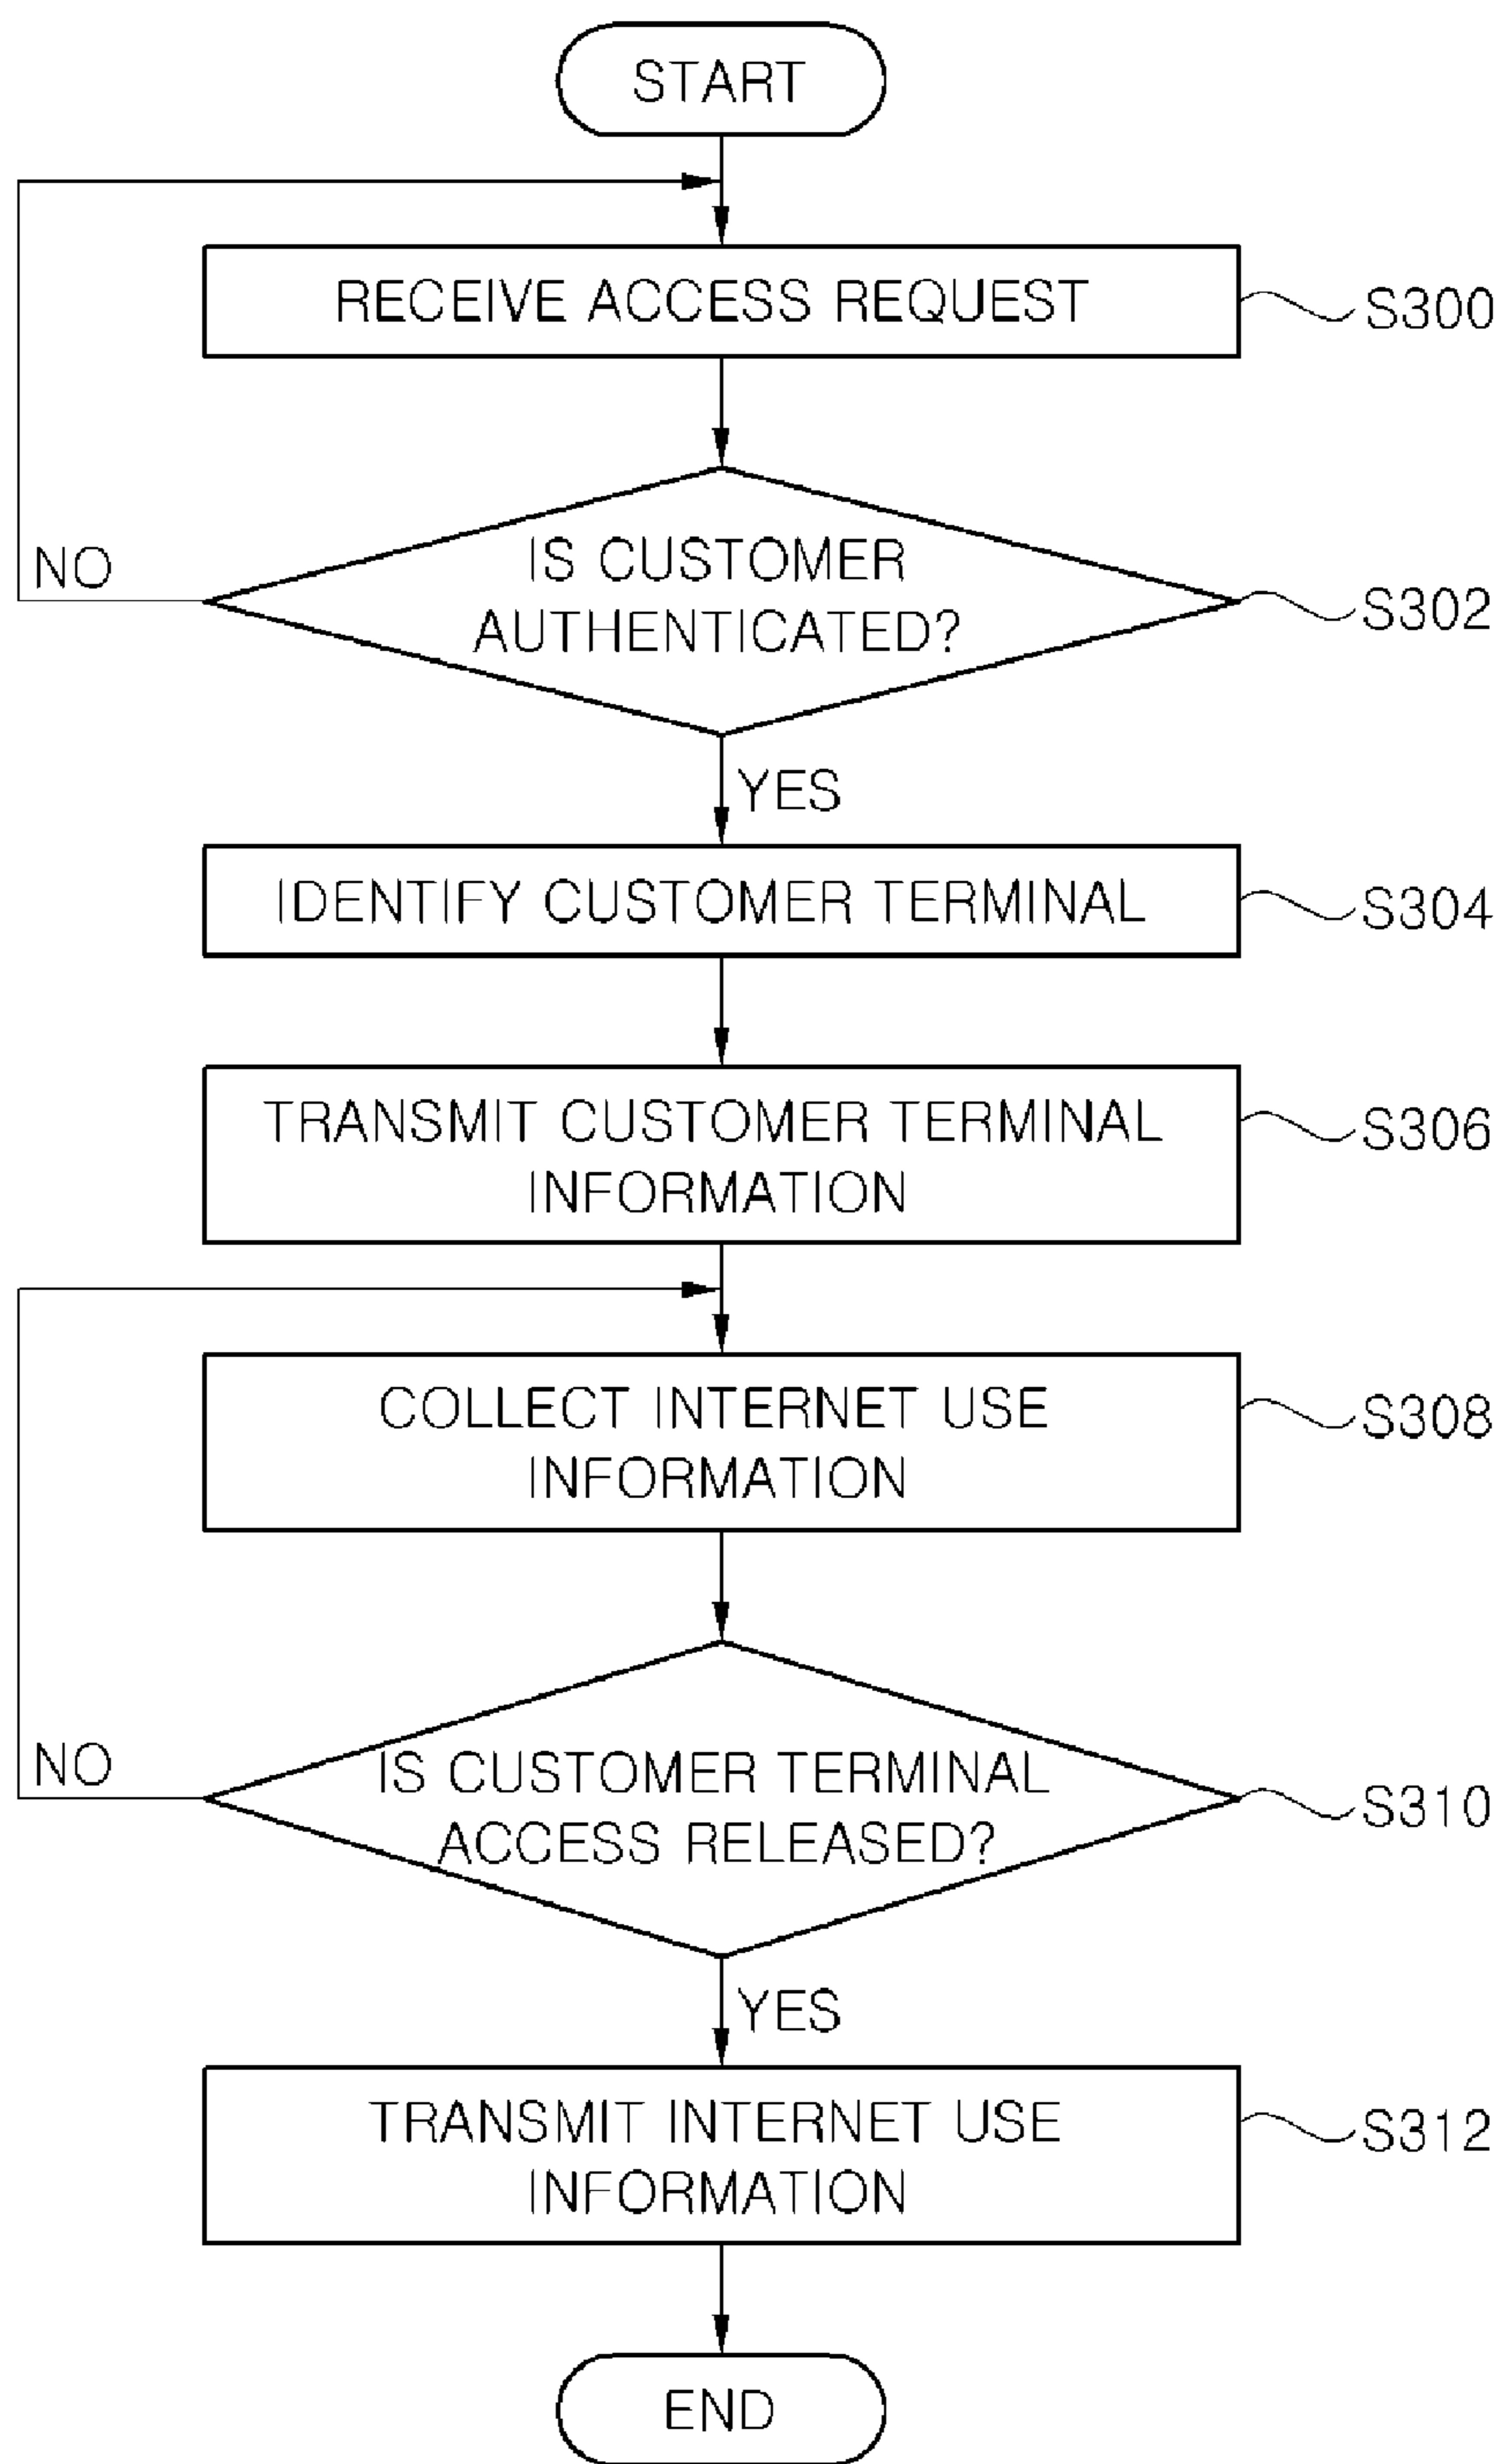 START
RECEIVE ACCESS REQUEST
S300
IS CUSTOMER
AUTHENTICATED?
S302
NO
YES
IDENTIFY CUSTOMER TERMINAL
S304
TRANSMIT CUSTOMER TERMINAL
INFORMATION
S306
COLLECT INTERNET USE
INFORMATION
S308
IS CUSTOMER TERMINAL
ACCESS RELEASED?
S310
NO
YES
TRANSMIT INTERNET USE
INFORMATION
S312
END